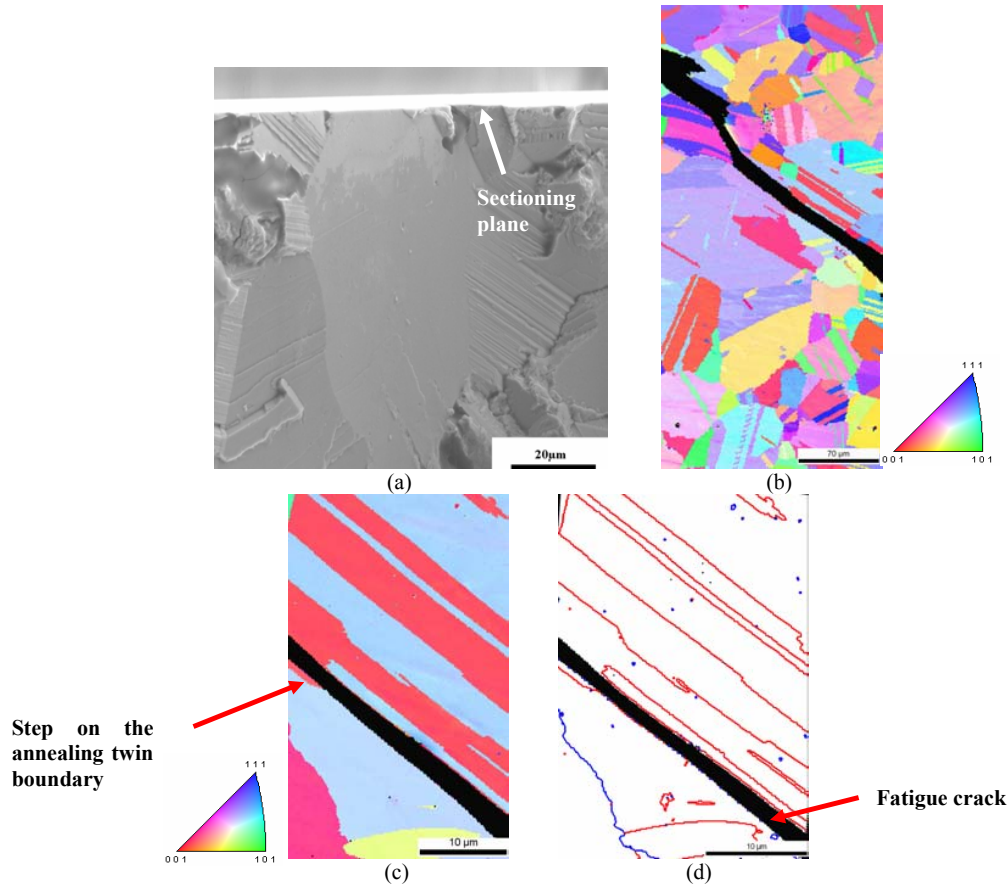 Sectioning
plane
20µm
(a)
1 1 1
0 0 1
1 0 1
70 µm
(b)
Step on the
annealing twin
boundary
1 1 1
0 0 1
1 0 1
10 µm
(c)
Fatigue crack
10 µm
(d)